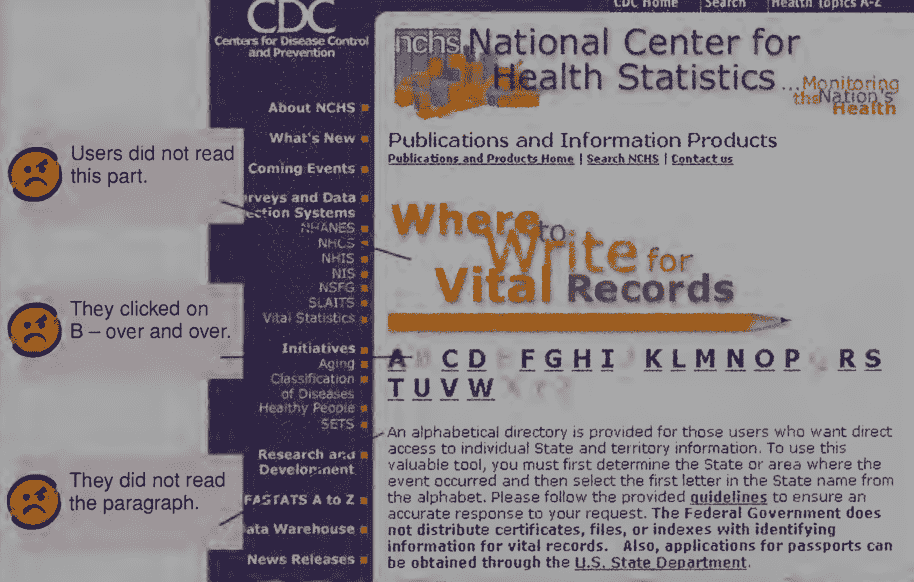 CDC Home | Search | Health Topics A-Z
CDC
Centers for Disease Control
and Prevention
About NCHS
What's New
Coming Events
rveys and Data
ection Systems
NHANES
NHCS
NHIS
NIS
NSFG
SLAITS
Vital Statistics
Initiatives
Aging
Classification
of Diseases
Healthy People
SETS
Research and
Development
FASTATS A to Z
ata Warehouse
News Releases
Users did not read
this part.
They clicked on
B – over and over.
They did not read
the paragraph.
nchs National Center for
Health Statistics
...Monitoring
the Nation's
Health
Publications and Information Products
Publications and Products Home | Search NCHS | Contact us
Where to
Write for
Vital Records
A B C D E F G H I J K L M N O P Q R S
T U V W X Y Z
An alphabetical directory is provided for those users who want direct
access to individual State and territory information. To use this
valuable tool, you must first determine the State or area where the
event occurred and then select the first letter in the State name from
the alphabet. Please follow the provided guidelines to ensure an
accurate response to your request. The Federal Government does
not distribute certificates, files, or indexes with identifying
information for vital records. Also, applications for passports can
be obtained through the U.S. State Department.